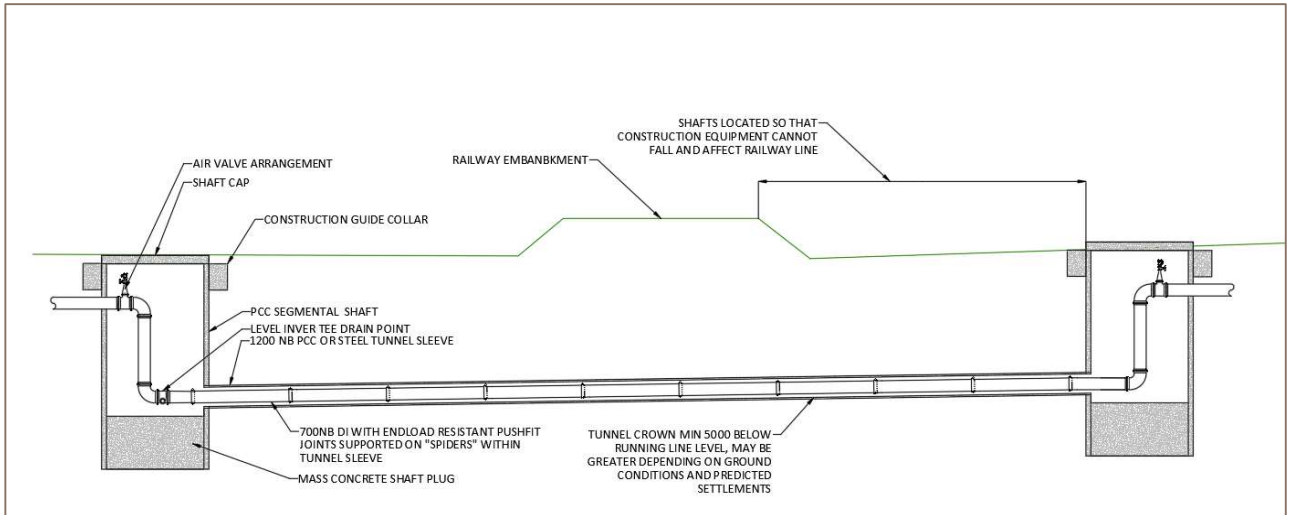 SHAFTS LOCATED SO THAT
CONSTRUCTION EQUIPMENT CANNOT
FALL AND AFFECT RAILWAY LINE
RAILWAY EMBANBKMENT
AIR VALVE ARRANGEMENT
SHAFT CAP
CONSTRUCTION GUIDE COLLAR
PCC SEGMENTAL SHAFT
LEVEL INVER TEE DRAIN POINT
1200 NB PCC OR STEEL TUNNEL SLEEVE
700NB DI WITH ENDLOAD RESISTANT PUSHFIT
JOINTS SUPPORTED ON "SPIDERS" WITHIN
TUNNEL SLEEVE
MASS CONCRETE SHAFT PLUG
TUNNEL CROWN MIN 5000 BELOW
RUNNING LINE LEVEL, MAY BE
GREATER DEPENDING ON GROUND
CONDITIONS AND PREDICTED
SETTLEMENTS